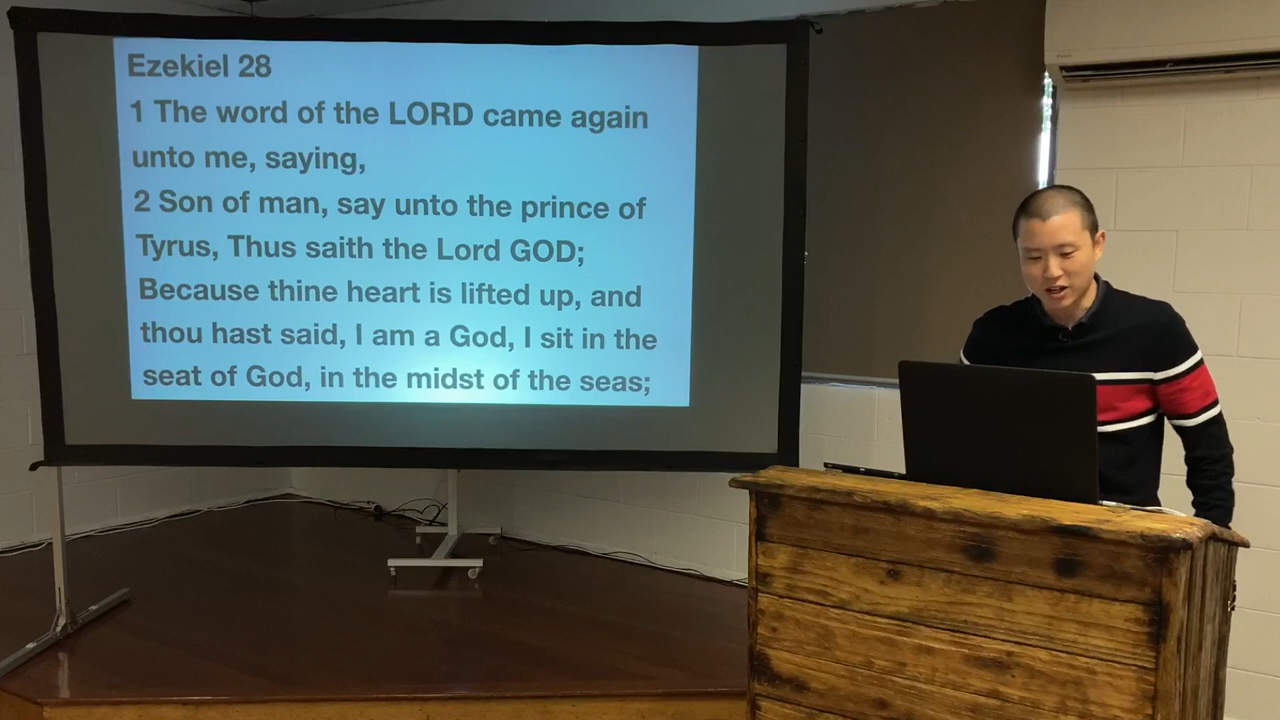 Ezekiel 28
1 The word of the LORD came again
unto me, saying,
2 Son of man, say unto the prince of
Tyrus, Thus saith the Lord GOD;
Because thine heart is lifted up, and
thou hast said, I am a God, I sit in the
seat of God, in the midst of the seas;